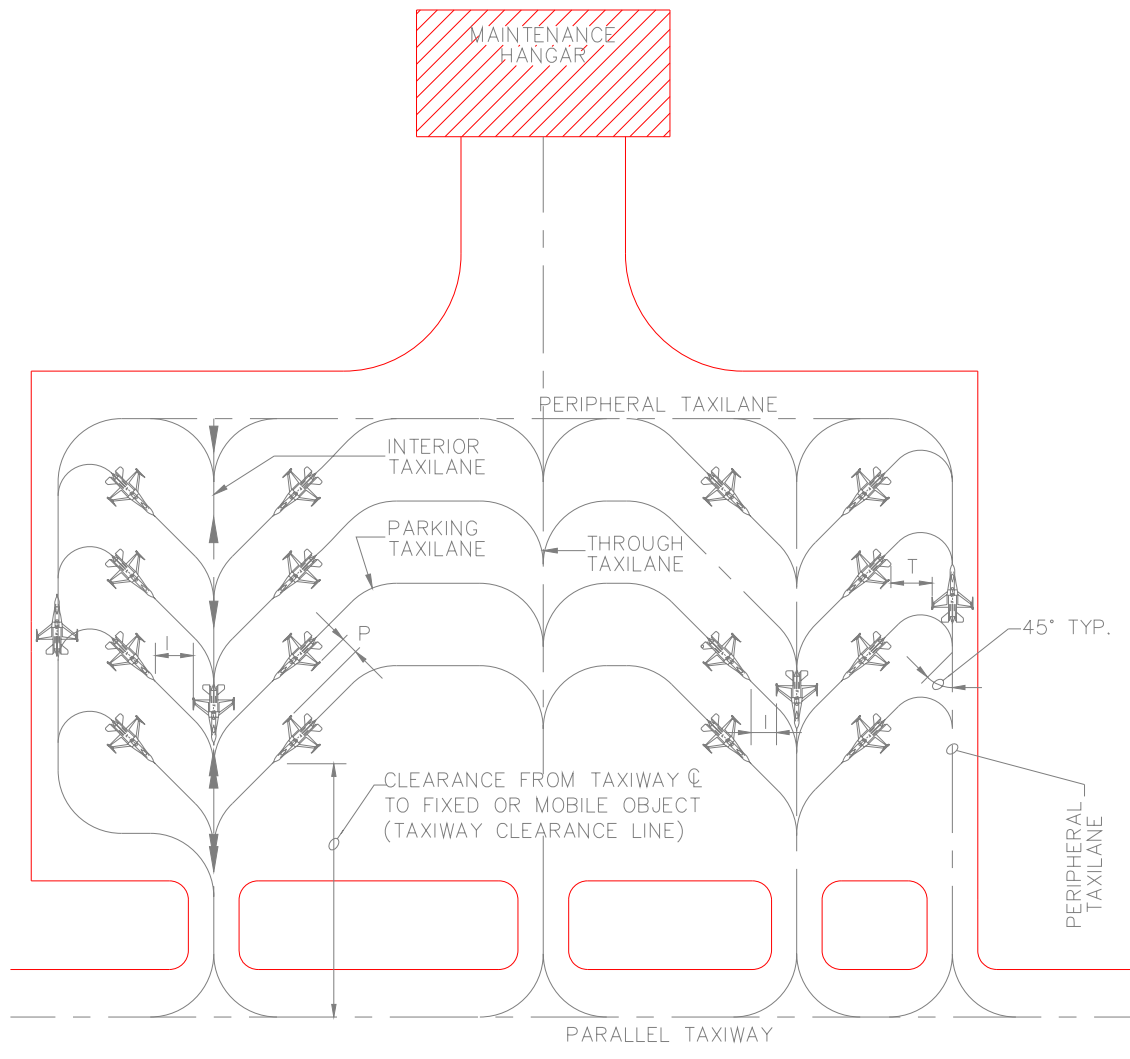 MAINTENANCE
HANGAR
PERIPHERAL TAXILANE
INTERIOR
TAXILANE
PARKING
TAXILANE
THROUGH
TAXILANE
T
P
I
45° TYP.
I
CLEARANCE FROM TAXIWAY ℄
TO FIXED OR MOBILE OBJECT
(TAXIWAY CLEARANCE LINE)
PERIPHERAL
TAXILANE
PARALLEL TAXIWAY